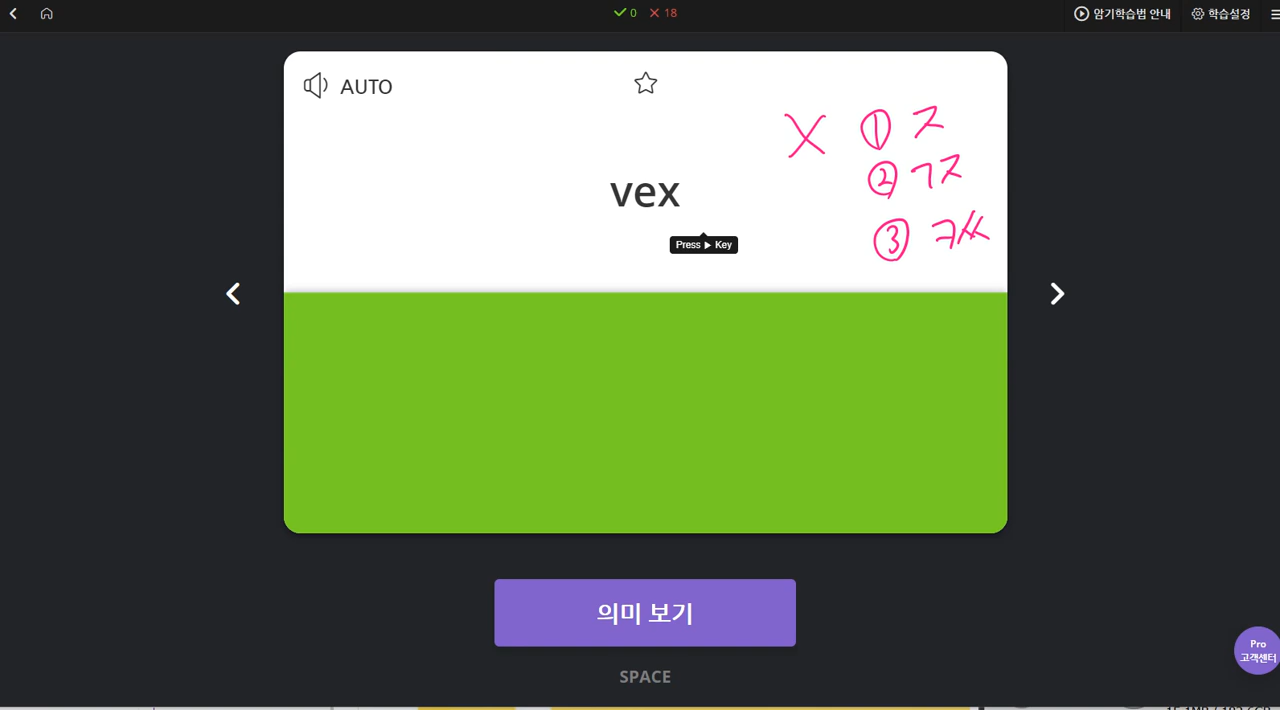 0 18 암기학습법 안내 학습설정
AUTO
X ① ㅈ
② ㄱㅈ
③ ㅋㅆ
vex
Press ▶ Key
의미 보기
SPACE
Pro
고객센터